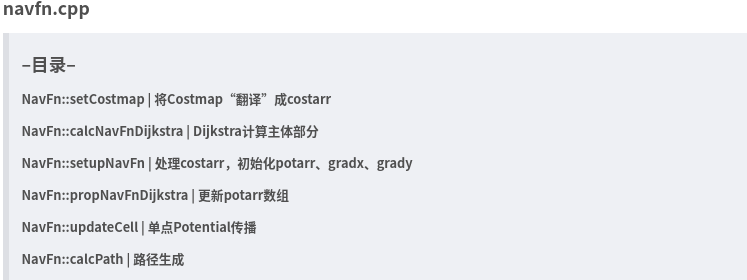 navfn.cpp
–目录–
NavFn::setCostmap | 将Costmap“翻译”成costarr
NavFn::calcNavFnDijkstra | Dijkstra计算主体部分
NavFn::setupNavFn | 处理costarr，初始化potarr、gradx、grady
NavFn::propNavFnDijkstra | 更新potarr数组
NavFn::updateCell | 单点Potential传播
NavFn::calcPath | 路径生成